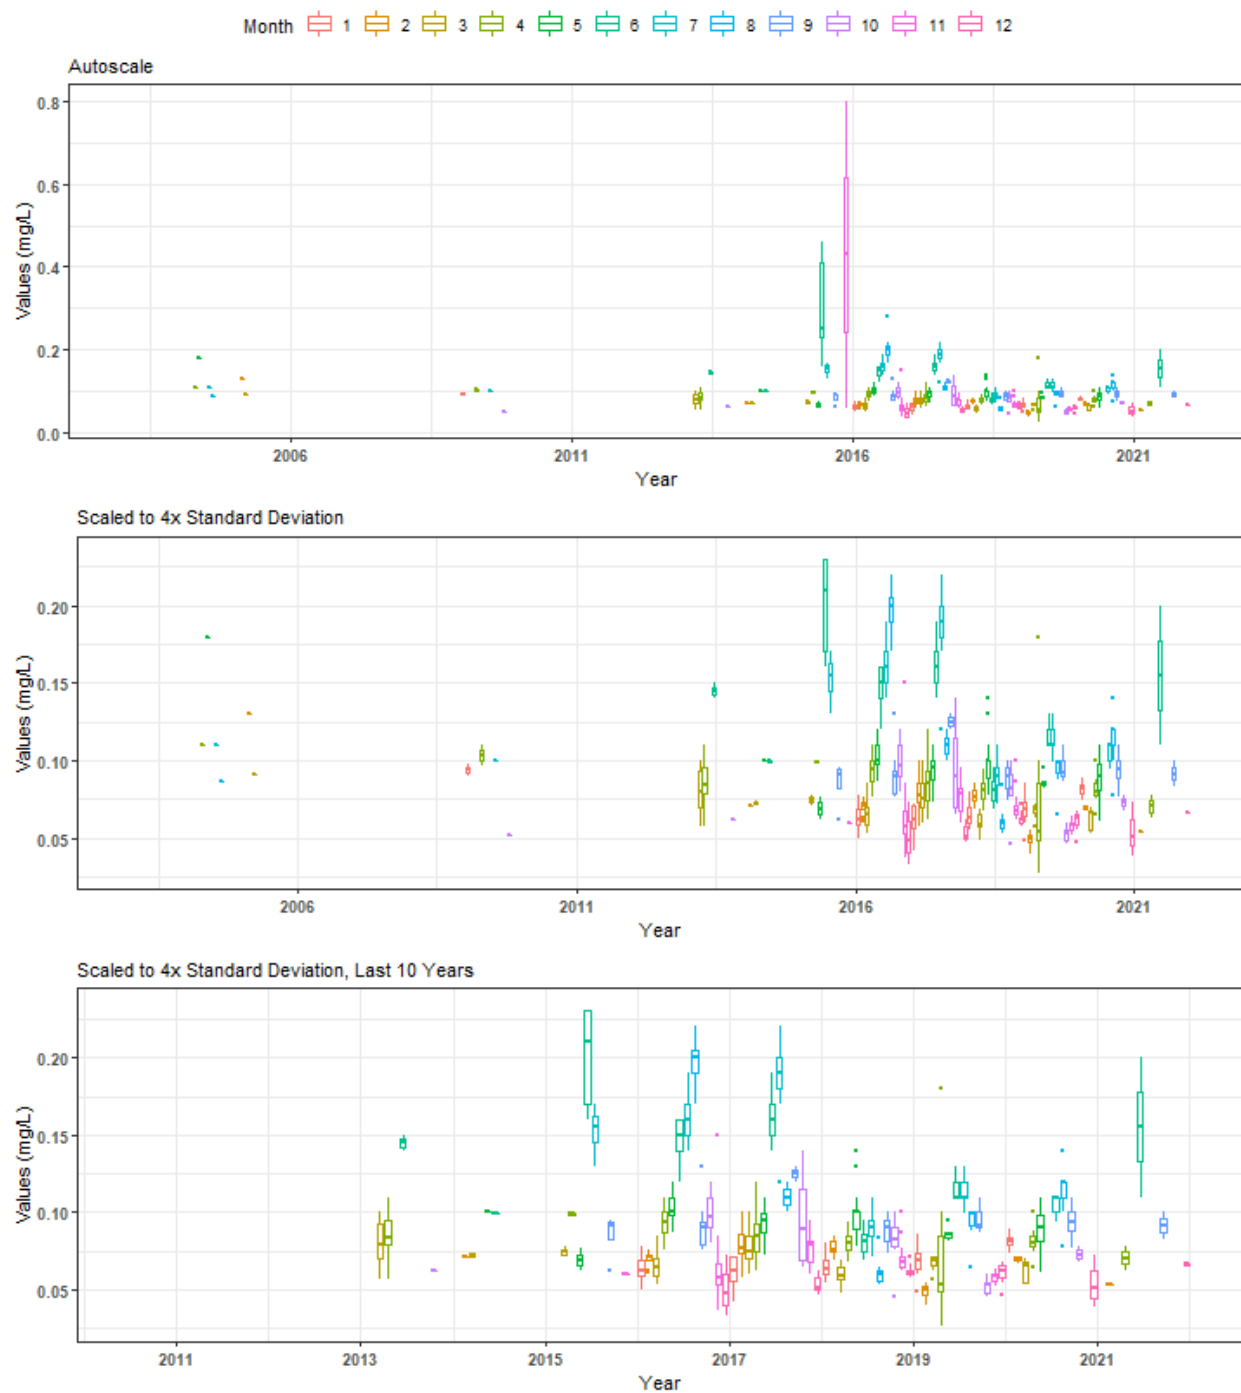 Month 1 2 3 4 5 6 7 8 9 10 11 12
Autoscale
0.8
0.6
0.4
0.2
0.0
Values (mg/L)
2006 2011 2016 2021
Year
Scaled to 4x Standard Deviation
0.20
0.15
0.10
0.05
Values (mg/L)
2006 2011 2016 2021
Year
Scaled to 4x Standard Deviation, Last 10 Years
0.20
0.15
0.10
0.05
Values (mg/L)
2011 2013 2015 2017 2019 2021
Year